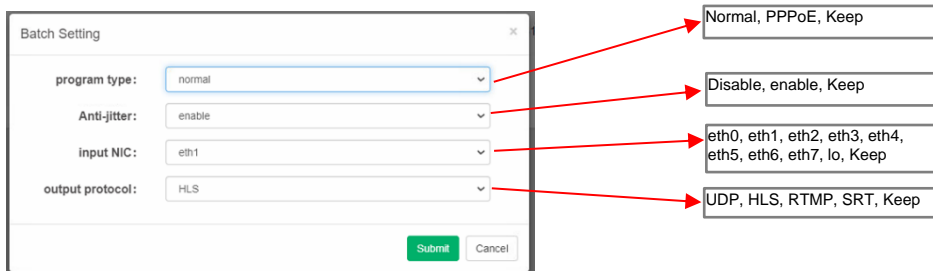 Batch Setting ×
program type: normal
Anti-jitter: enable
input NIC: eth1
output protocol: HLS
Submit Cancel
Normal, PPPoE, Keep
Disable, enable, Keep
eth0, eth1, eth2, eth3, eth4,
eth5, eth6, eth7, lo, Keep
UDP, HLS, RTMP, SRT, Keep